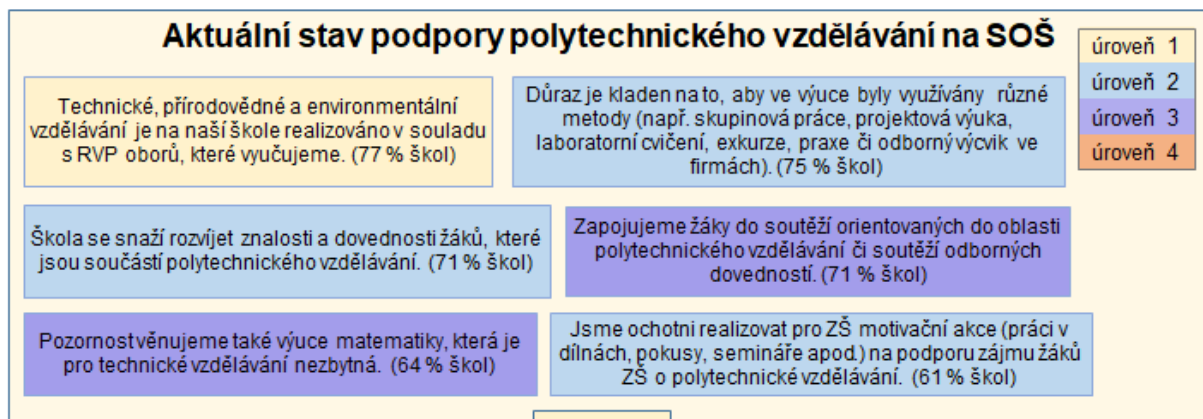 Aktuální stav podpory polytechnického vzdělávání na SOŠ
úroveň 1
úroveň 2
úroveň 3
úroveň 4
Technické, přírodovědné a environmentální
vzdělávání je na naší škole realizováno v souladu
s RVP oborů, které vyučujeme. (77 % škol)
Důraz je kladen na to, aby ve výuce byly využívány různé
metody (např. skupinová práce, projektová výuka,
laboratorní cvičení, exkurze, praxe či odborný výcvik ve
firmách). (75 % škol)
Škola se snaží rozvíjet znalosti a dovednosti žáků, které
jsou součástí polytechnického vzdělávání. (71 % škol)
Zapojujeme žáky do soutěží orientovaných do oblasti
polytechnického vzdělávání či soutěží odborných
dovedností. (71 % škol)
Pozornost věnujeme také výuce matematiky, která je
pro technické vzdělávání nezbytná. (64 % škol)
Jsme ochotni realizovat pro ZŠ motivační akce (práci v
dílnách, pokusy, semináře apod.) na podporu zájmu žáků
ZŠ o polytechnické vzdělávání. (61 % škol)